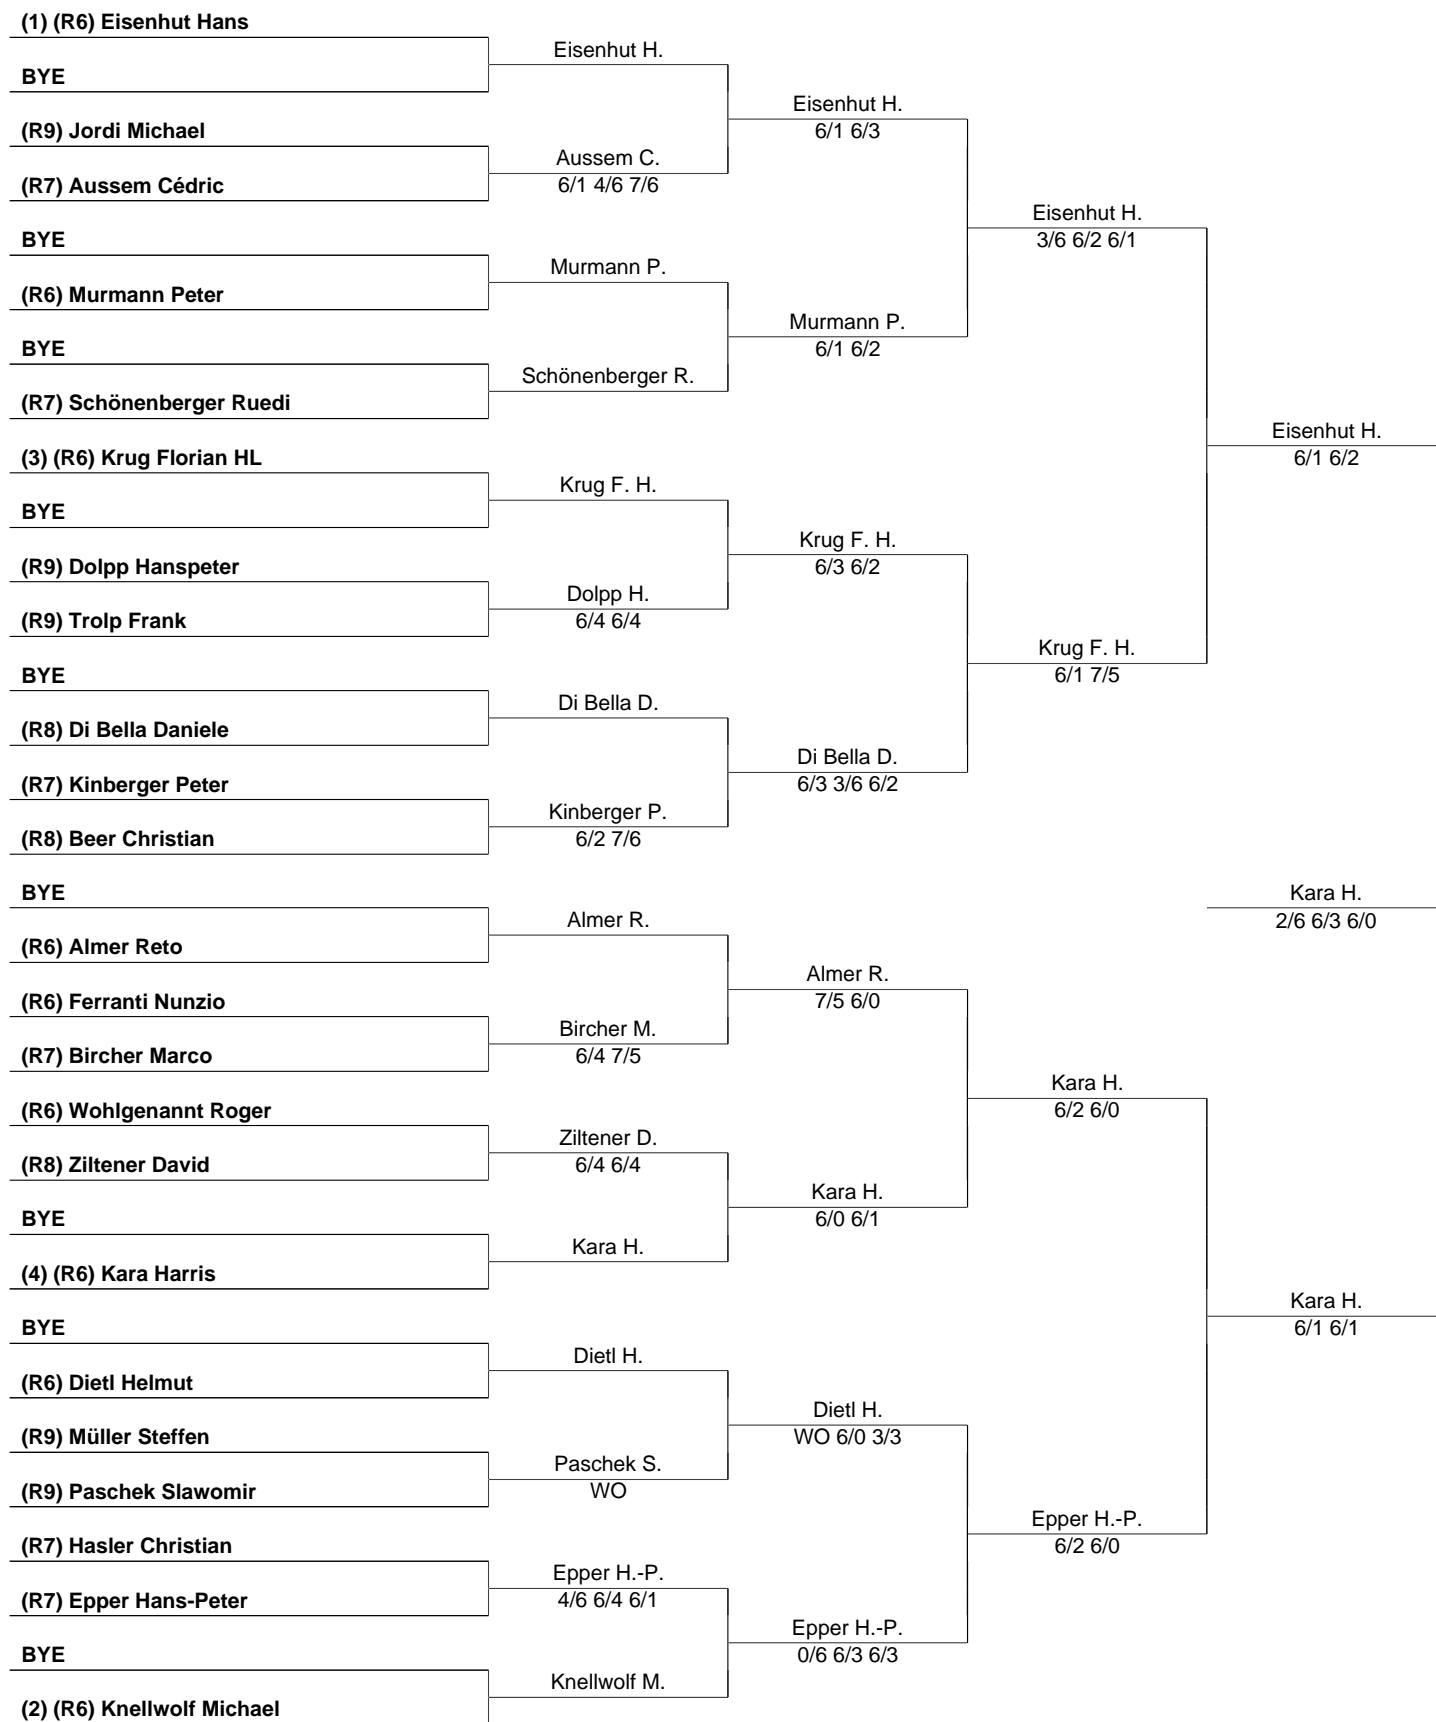 (1) (R6) Eisenhut Hans
Eisenhut H.
BYE
Eisenhut H.
6/1 6/3
(R9) Jordi Michael
Aussem C.
6/1 4/6 7/6
(R7) Aussem Cédric
Eisenhut H.
3/6 6/2 6/1
BYE
Murmann P.
(R6) Murmann Peter
Murmann P.
6/1 6/2
BYE
Schönenberger R.
(R7) Schönenberger Ruedi
Eisenhut H.
6/1 6/2
(3) (R6) Krug Florian HL
Krug F. H.
BYE
Krug F. H.
6/3 6/2
(R9) Dolpp Hanspeter
Dolpp H.
6/4 6/4
(R9) Trolp Frank
Krug F. H.
6/1 7/5
BYE
Di Bella D.
(R8) Di Bella Daniele
Di Bella D.
6/3 3/6 6/2
(R7) Kinberger Peter
Kinberger P.
6/2 7/6
(R8) Beer Christian
Kara H.
2/6 6/3 6/0
BYE
Almer R.
(R6) Almer Reto
Almer R.
7/5 6/0
(R6) Ferranti Nunzio
Bircher M.
6/4 7/5
(R7) Bircher Marco
Kara H.
6/2 6/0
(R6) Wohlgenannt Roger
Ziltener D.
6/4 6/4
(R8) Ziltener David
Kara H.
6/0 6/1
BYE
Kara H.
(4) (R6) Kara Harris
Kara H.
6/1 6/1
BYE
Dietl H.
(R6) Dietl Helmut
Dietl H.
WO 6/0 3/3
(R9) Müller Steffen
Paschek S.
WO
(R9) Paschek Slawomir
Epper H.-P.
6/2 6/0
(R7) Hasler Christian
Epper H.-P.
4/6 6/4 6/1
(R7) Epper Hans-Peter
Epper H.-P.
0/6 6/3 6/3
BYE
Knellwolf M.
(2) (R6) Knellwolf Michael